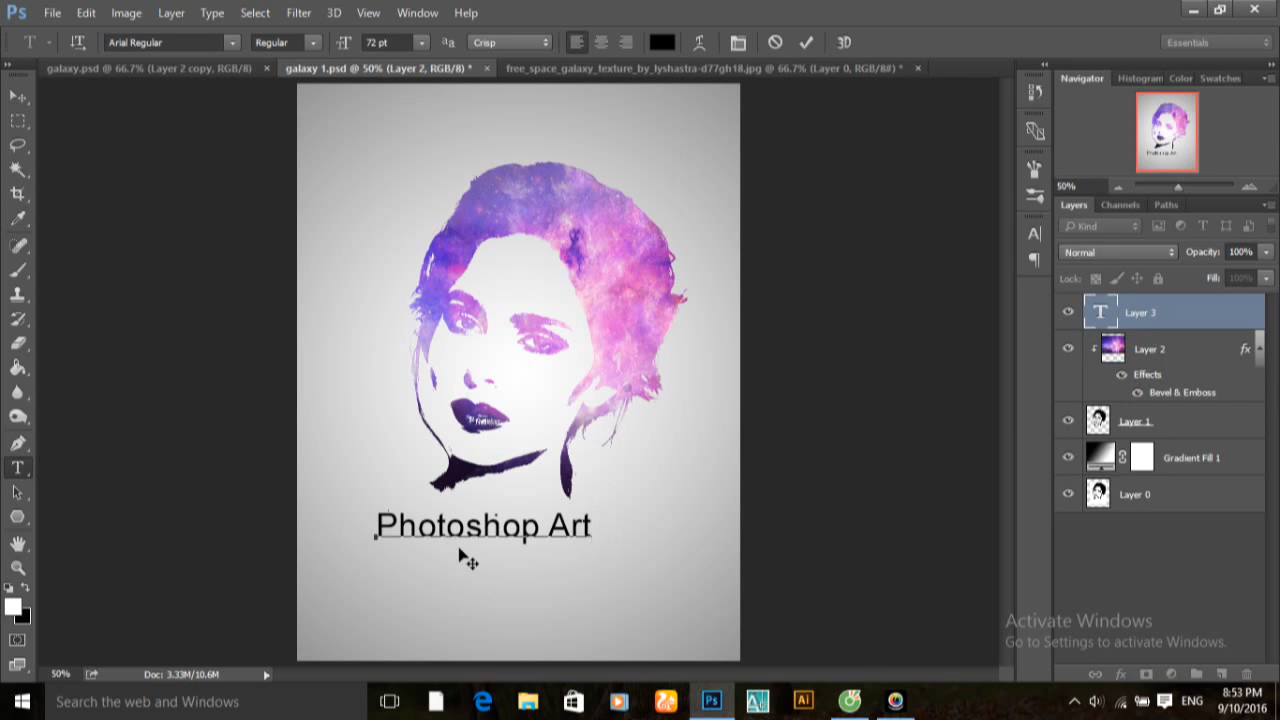 Ps File Edit Image Layer Type Select Filter 3D View Window Help
T Arial Regular Regular 72 pt aa Crisp 3D Essentials
galaxy.psd @ 66.7% (Layer 2 copy, RGB/8) × galaxy 1.psd @ 50% (Layer 2, RGB/8) * × free_space_galaxy_texture_by_lyshastra-d77gh18.jpg @ 66.7% (Layer 0, RGB/8#) * ×
Navigator Histogram Color Swatches
50%
Layers Channels Paths
Kind
Normal Opacity: 100%
Lock: Fill: 100%
T Layer 3
Layer 2 fx
Effects
Bevel & Emboss
Layer 1
Gradient Fill 1
Layer 0
Photoshop Art
Activate Windows
Go to Settings to activate Windows.
50% Doc: 3.33M/10.6M
Search the web and Windows
Ps Ai ENG 8:53 PM
9/10/2016